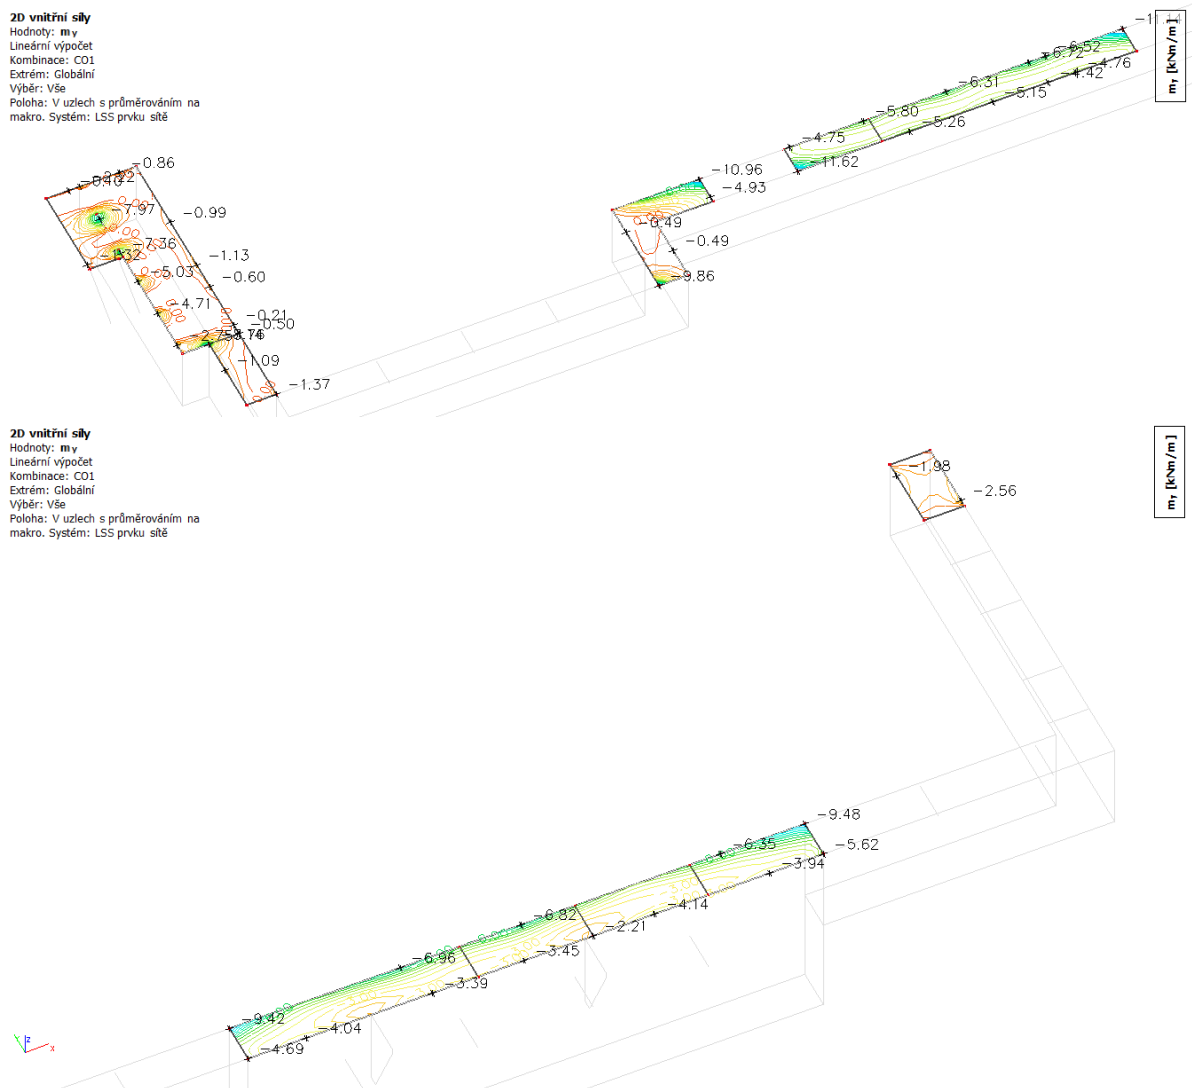 2D vnitřní síly
Hodnoty: my
Lineární výpočet
Kombinace: CO1
Extrém: Globální
Výběr: Vše
Poloha: V uzlech s průměrováním na
makro. Systém: LSS prvku sítě
my [kNm/m]
-6.52
-4.76
-4.42
-6.31
-5.15
-5.80
-5.26
-4.75
-11.62
-0.86
-10.96
-4.93
-7.97
-0.99
-0.49
-7.36
-0.49
-1.32
-1.13
-5.03
-0.60
-9.86
-4.71
-0.21
-0.50
-1.09
-1.37
2D vnitřní síly
Hodnoty: my
Lineární výpočet
Kombinace: CO1
Extrém: Globální
Výběr: Vše
Poloha: V uzlech s průměrováním na
makro. Systém: LSS prvku sítě
my [kNm/m]
-1.98
-2.56
-9.48
-6.35
-5.62
-3.94
-4.14
-6.82
-2.21
-3.45
-6.96
-3.39
-9.42
-4.04
-4.69
z
x